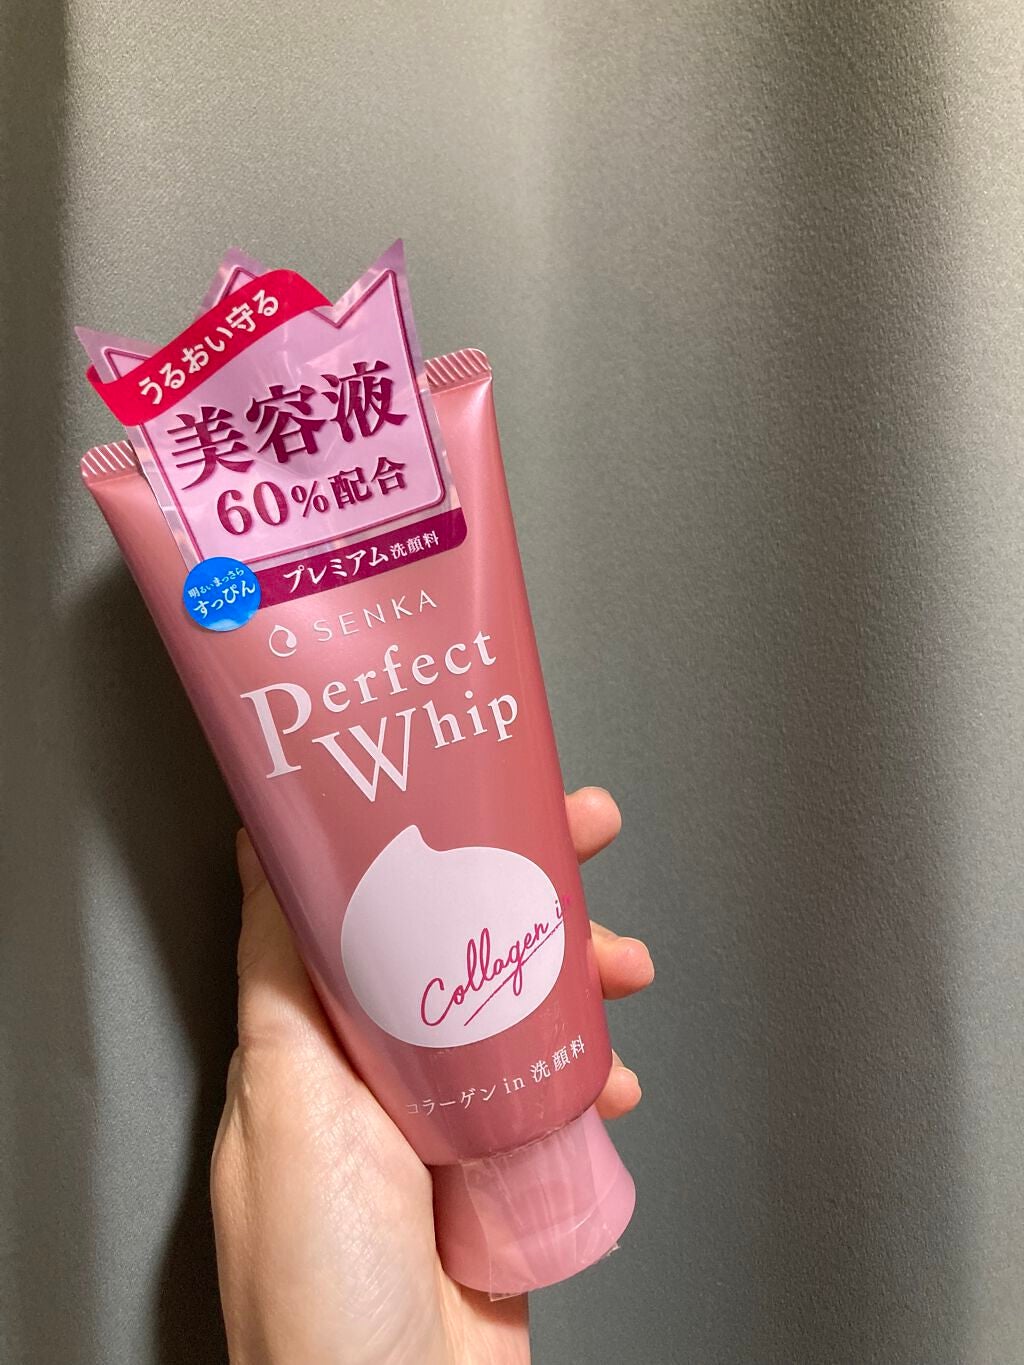 うるおい守る
美容液
60%配合
プレミアム洗顔料
明るいまっさら
すっぴん
SENKA
Perfect
Whip
Collagen in
コラーゲン in 洗顔料